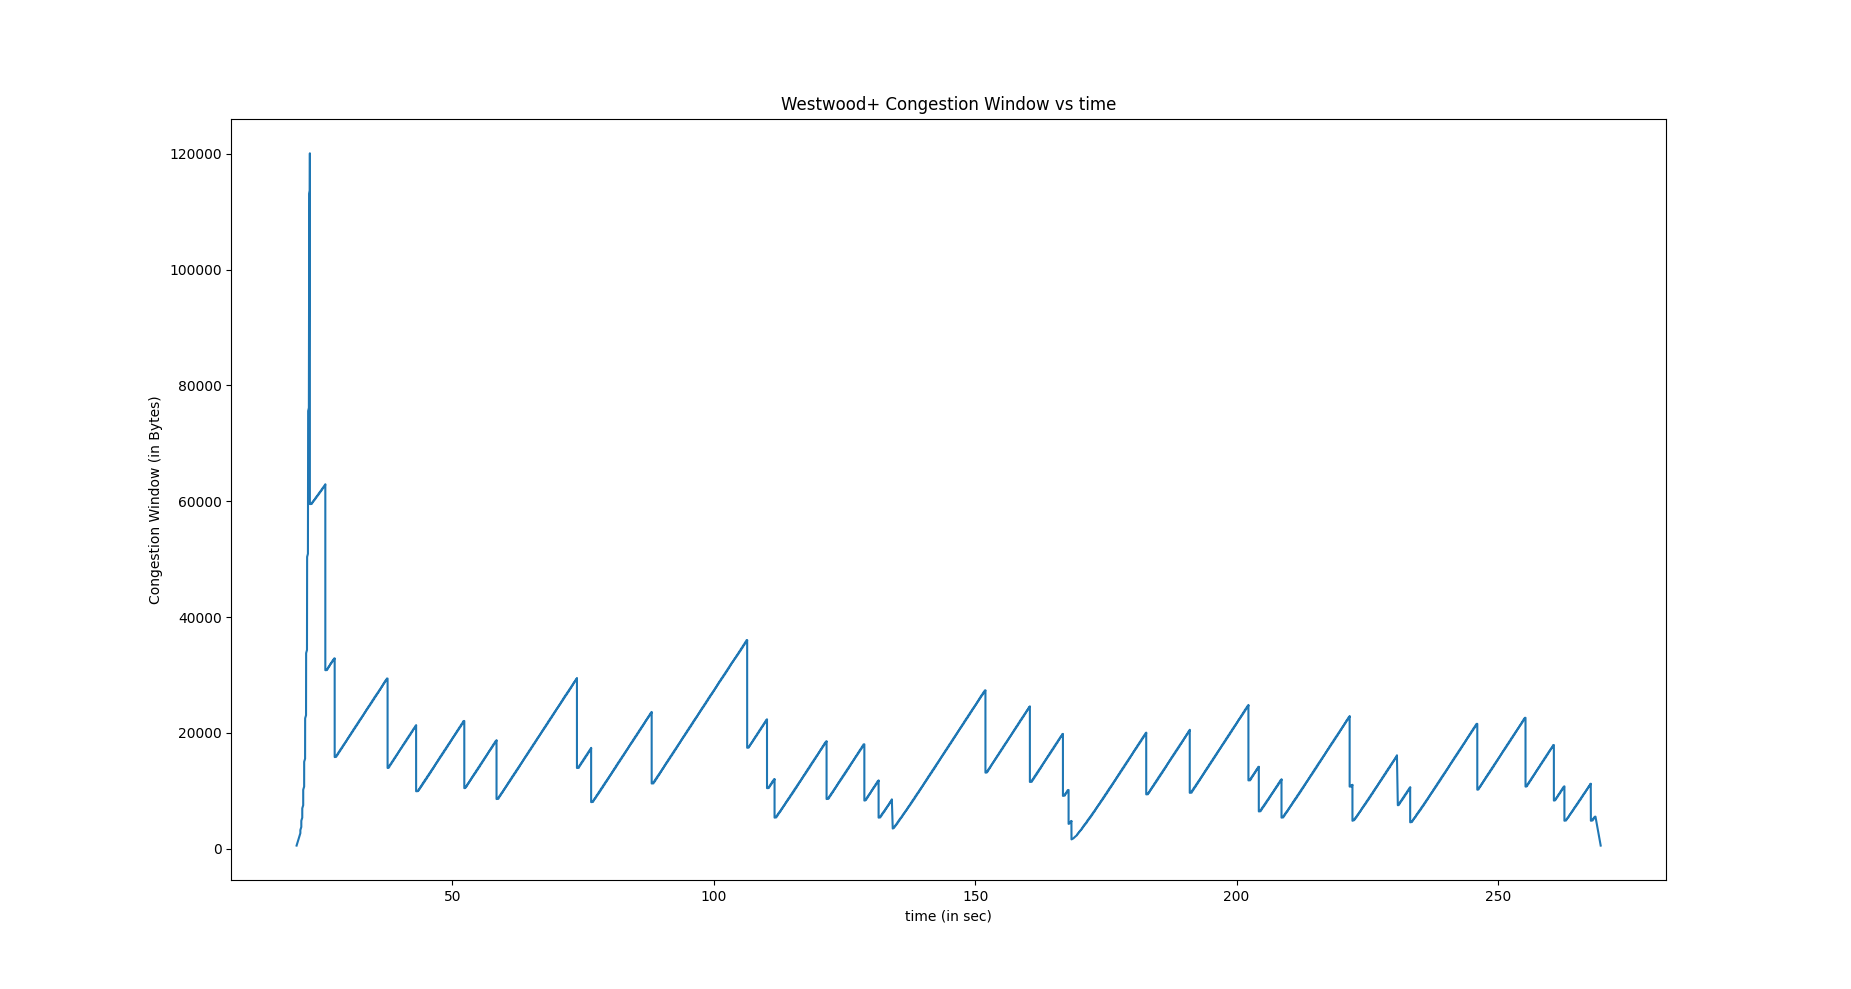 Westwood+ Congestion Window vs time
120000
100000
80000
60000
40000
20000
0
Congestion Window (in Bytes)
50 100 150 200 250
time (in sec)